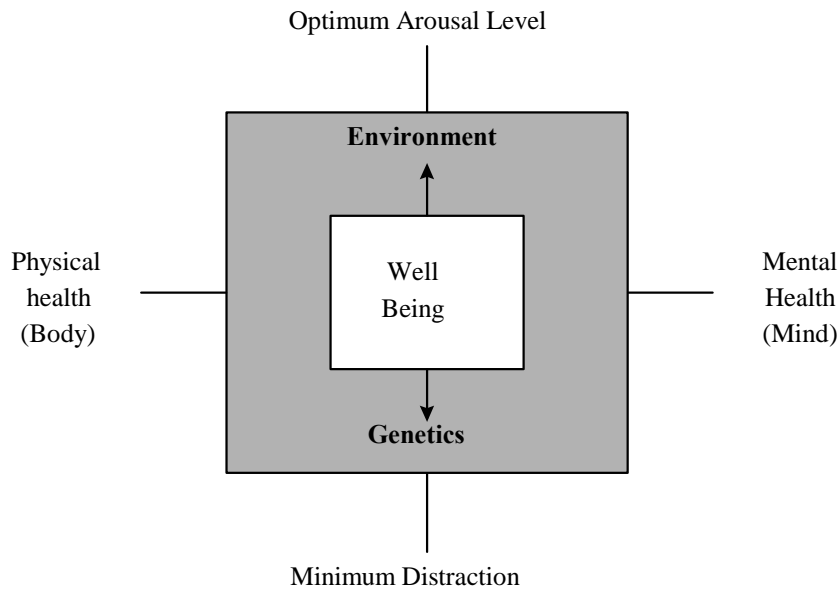 Optimum Arousal Level
Environment
Physical
health
(Body)
Well
Being
Mental
Health
(Mind)
Genetics
Minimum Distraction